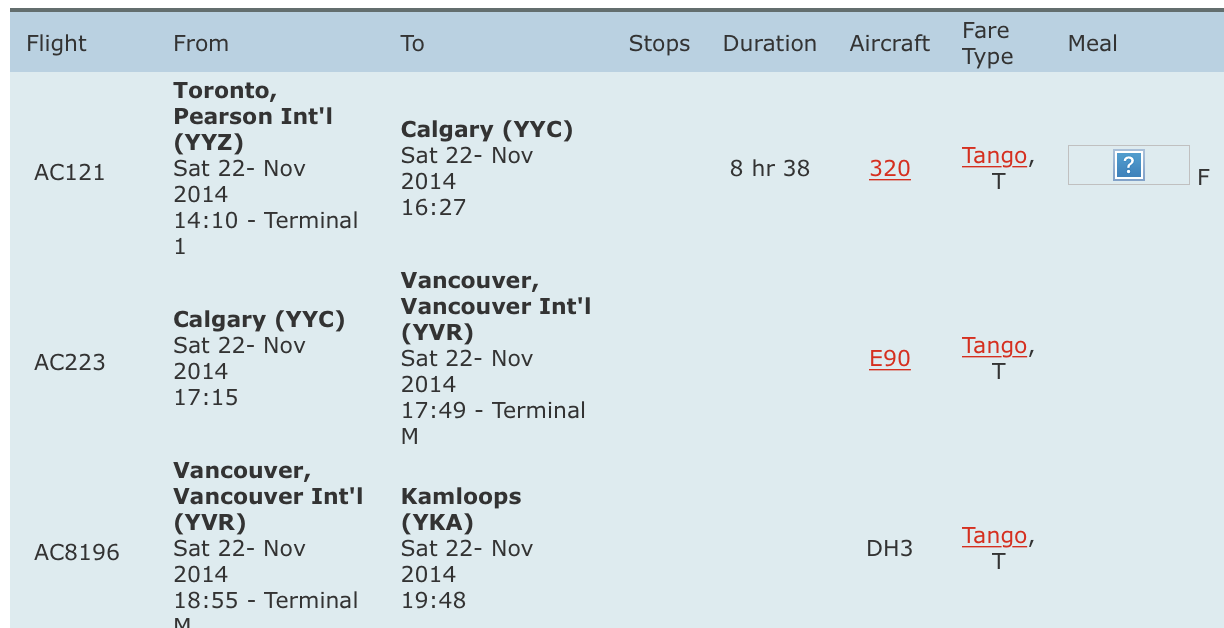 Flight From To Stops Duration Aircraft Fare Type Meal
AC121
Toronto,
Pearson Int'l
(YYZ)
Sat 22- Nov
2014
14:10 - Terminal
1
Calgary (YYC)
Sat 22- Nov
2014
16:27
8 hr 38
320
Tango,
T
?
F
AC223
Calgary (YYC)
Sat 22- Nov
2014
17:15
Vancouver,
Vancouver Int'l
(YVR)
Sat 22- Nov
2014
17:49 - Terminal
M
E90
Tango,
T
AC8196
Vancouver,
Vancouver Int'l
(YVR)
Sat 22- Nov
2014
18:55 - Terminal
M
Kamloops
(YKA)
Sat 22- Nov
2014
19:48
DH3
Tango,
T